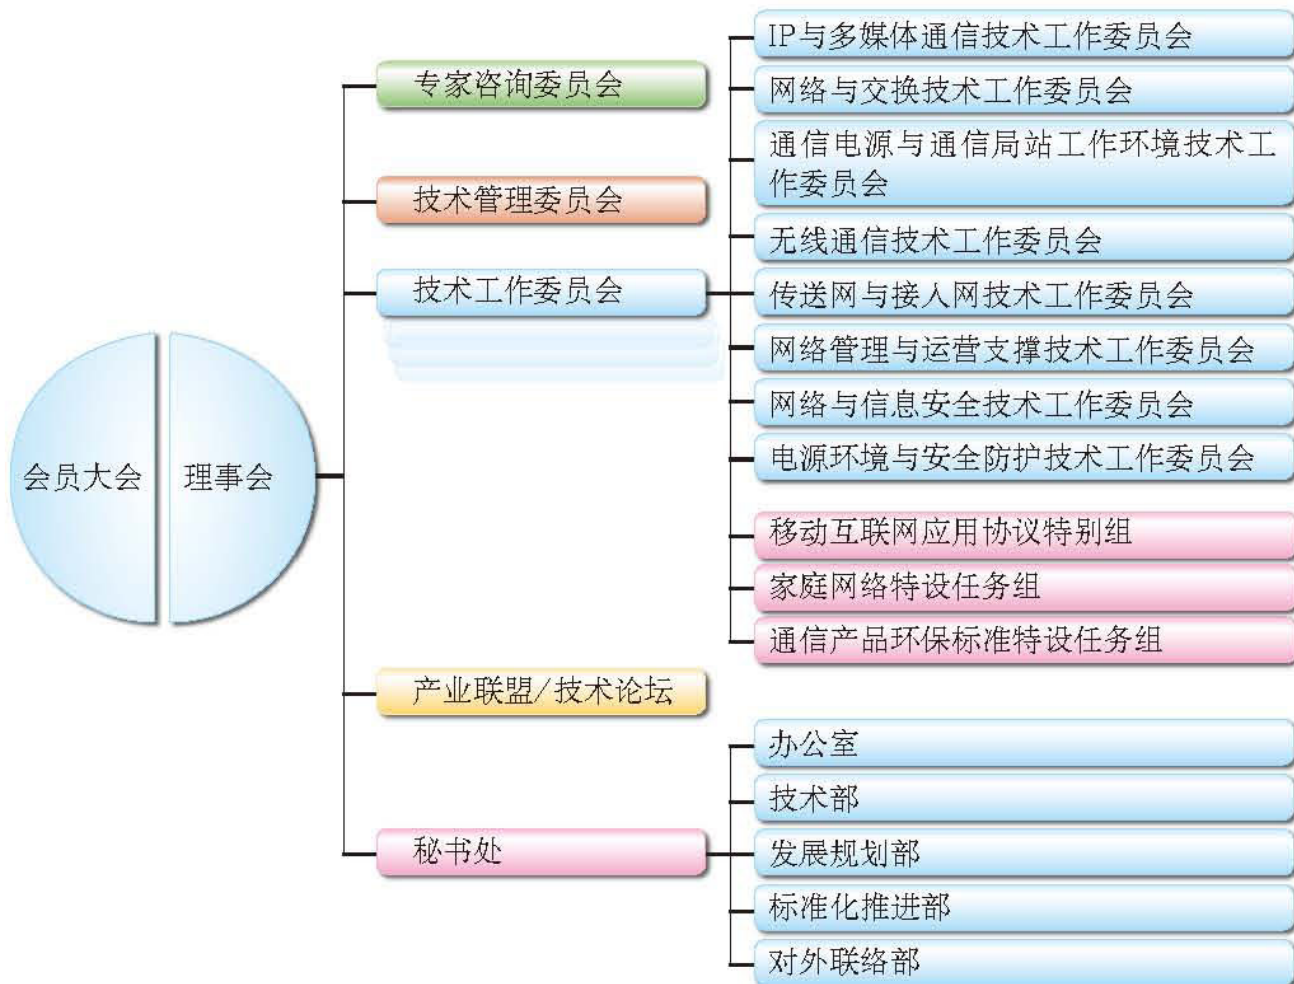 会员大会
理事会
专家咨询委员会
技术管理委员会
技术工作委员会
IP与多媒体通信技术工作委员会
网络与交换技术工作委员会
通信电源与通信局站工作环境技术工
作委员会
无线通信技术工作委员会
传送网与接入网技术工作委员会
网络管理与运营支撑技术工作委员会
网络与信息安全技术工作委员会
电源环境与安全防护技术工作委员会
移动互联网应用协议特别组
家庭网络特设任务组
通信产品环保标准特设任务组
产业联盟/技术论坛
秘书处
办公室
技术部
发展规划部
标准化推进部
对外联络部